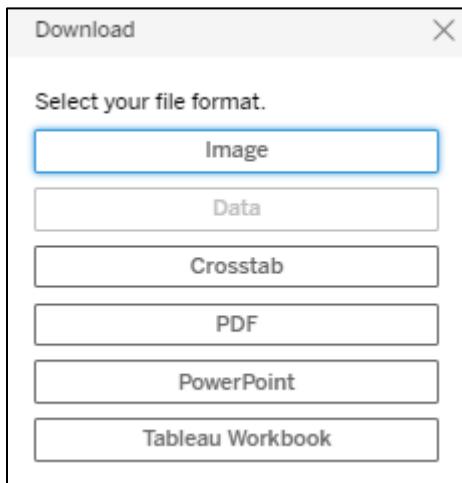 Download
Select your file format.
Image
Data
Crosstab
PDF
PowerPoint
Tableau Workbook